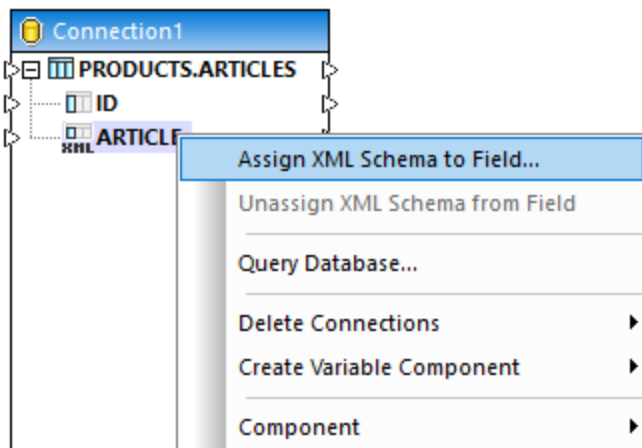 Connection1
PRODUCTS.ARTICLES
ID
XML ARTICLE
Assign XML Schema to Field...
Unassign XML Schema from Field
Query Database...
Delete Connections
Create Variable Component
Component